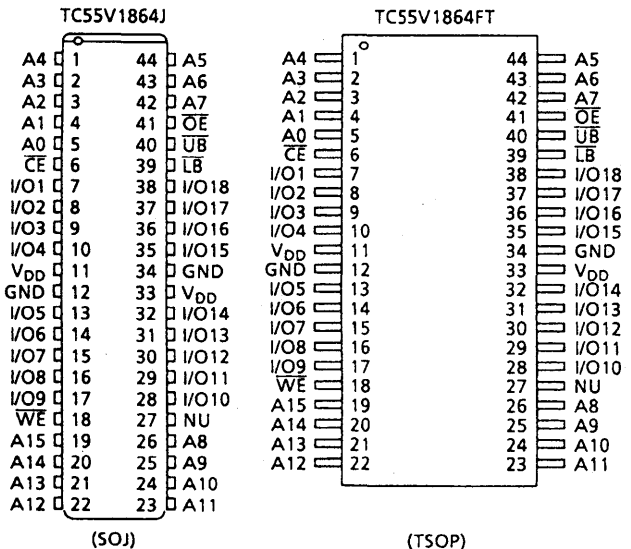 TC55V1864J
A4 1 44 A5
A3 2 43 A6
A2 3 42 A7
A1 4 41 OE
A0 5 40 UB
CE 6 39 LB
I/O1 7 38 I/O18
I/O2 8 37 I/O17
I/O3 9 36 I/O16
I/O4 10 35 I/O15
VDD 11 34 GND
GND 12 33 VDD
I/O5 13 32 I/O14
I/O6 14 31 I/O13
I/O7 15 30 I/O12
I/O8 16 29 I/O11
I/O9 17 28 I/O10
WE 18 27 NU
A15 19 26 A8
A14 20 25 A9
A13 21 24 A10
A12 22 23 A11
(SOJ)
TC55V1864FT
A4 1 44 A5
A3 2 43 A6
A2 3 42 A7
A1 4 41 OE
A0 5 40 UB
CE 6 39 LB
I/O1 7 38 I/O18
I/O2 8 37 I/O17
I/O3 9 36 I/O16
I/O4 10 35 I/O15
VDD 11 34 GND
GND 12 33 VDD
I/O5 13 32 I/O14
I/O6 14 31 I/O13
I/O7 15 30 I/O12
I/O8 16 29 I/O11
I/O9 17 28 I/O10
WE 18 27 NU
A15 19 26 A8
A14 20 25 A9
A13 21 24 A10
A12 22 23 A11
(TSOP)